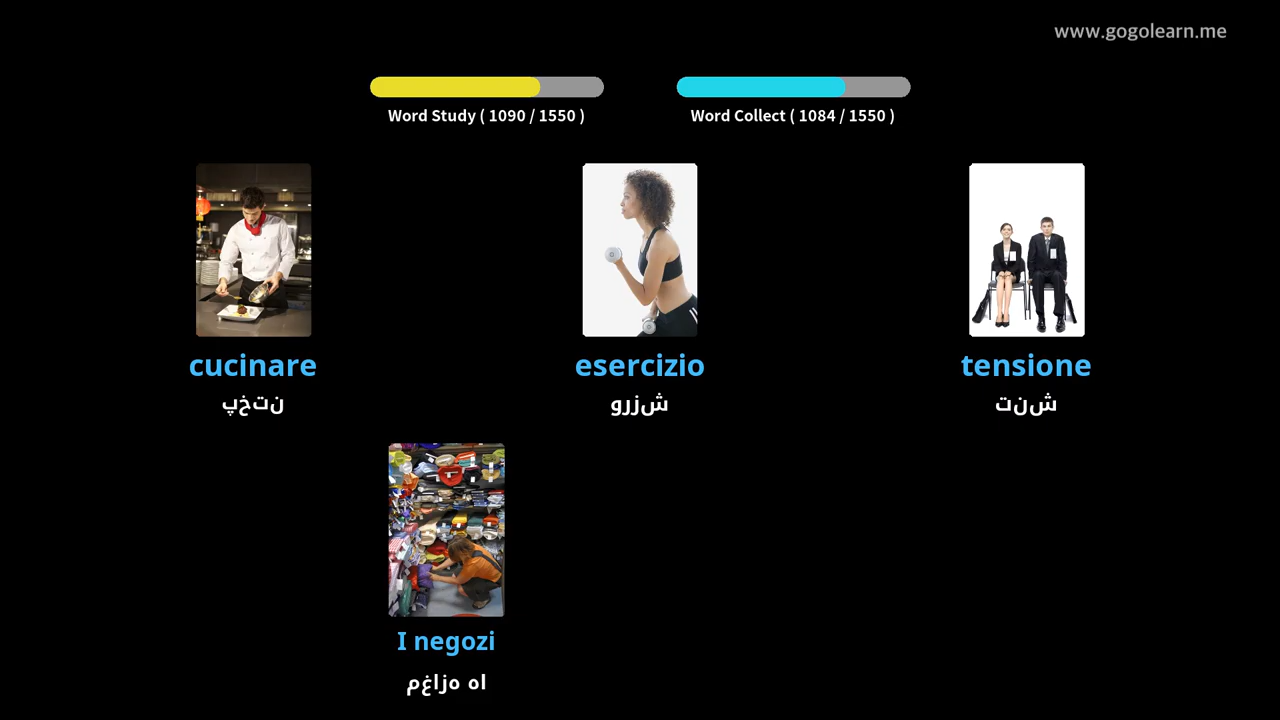 www.gogolearn.me
Word Study ( 1090 / 1550 )
Word Collect ( 1084 / 1550 )
cucinare
esercizio
tensione
پختن
ورزش
تنش
I negozi
مغازه ها